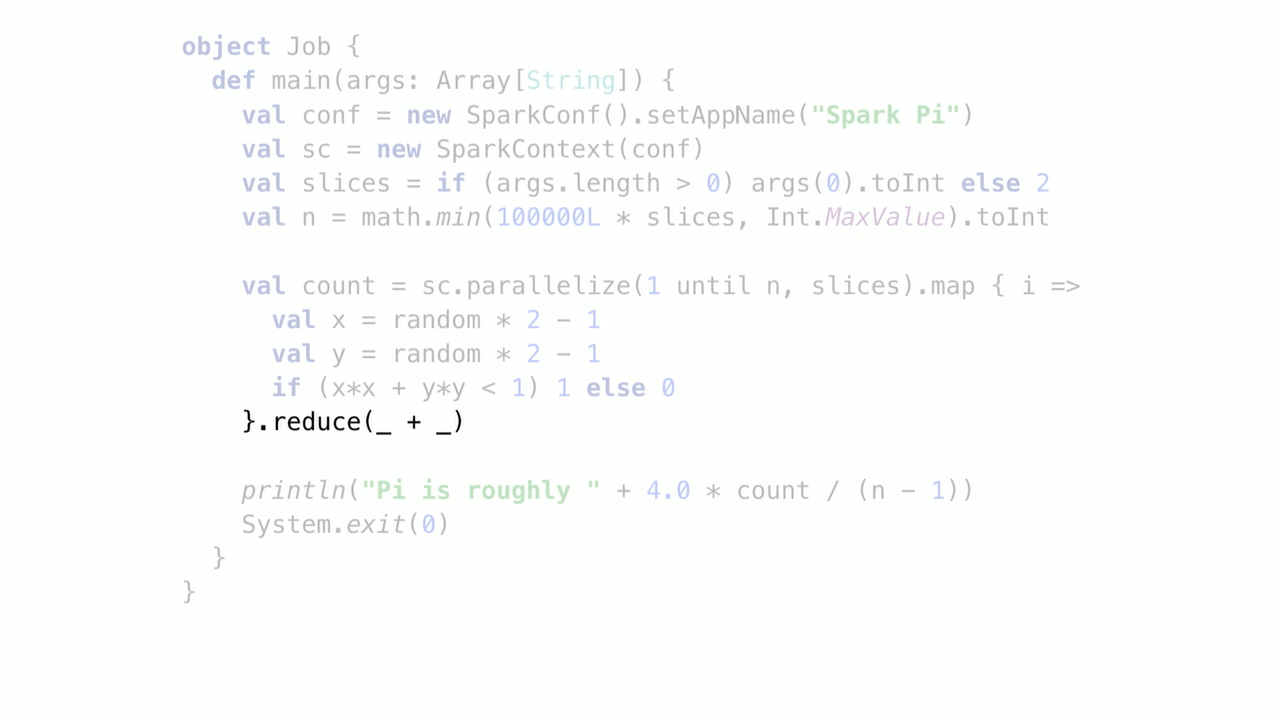 object Job {
def main(args: Array[String]) {
val conf = new SparkConf().setAppName("Spark Pi")
val sc = new SparkContext(conf)
val slices = if (args.length > 0) args(0).toInt else 2
val n = math.min(100000L * slices, Int.MaxValue).toInt
val count = sc.parallelize(1 until n, slices).map { i =>
val x = random * 2 - 1
val y = random * 2 - 1
if (x*x + y*y < 1) 1 else 0
}.reduce(_ + _)
println("Pi is roughly " + 4.0 * count / (n - 1))
System.exit(0)
}
}